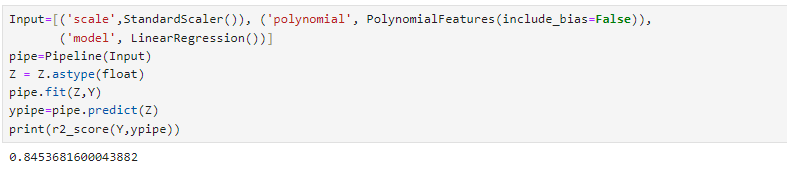 Input=[('scale',StandardScaler()), ('polynomial', PolynomialFeatures(include_bias=False)),
('model', LinearRegression())]
pipe=Pipeline(Input)
Z = Z.astype(float)
pipe.fit(Z,Y)
ypipe=pipe.predict(Z)
print(r2_score(Y,ypipe))
0.8453681600043882